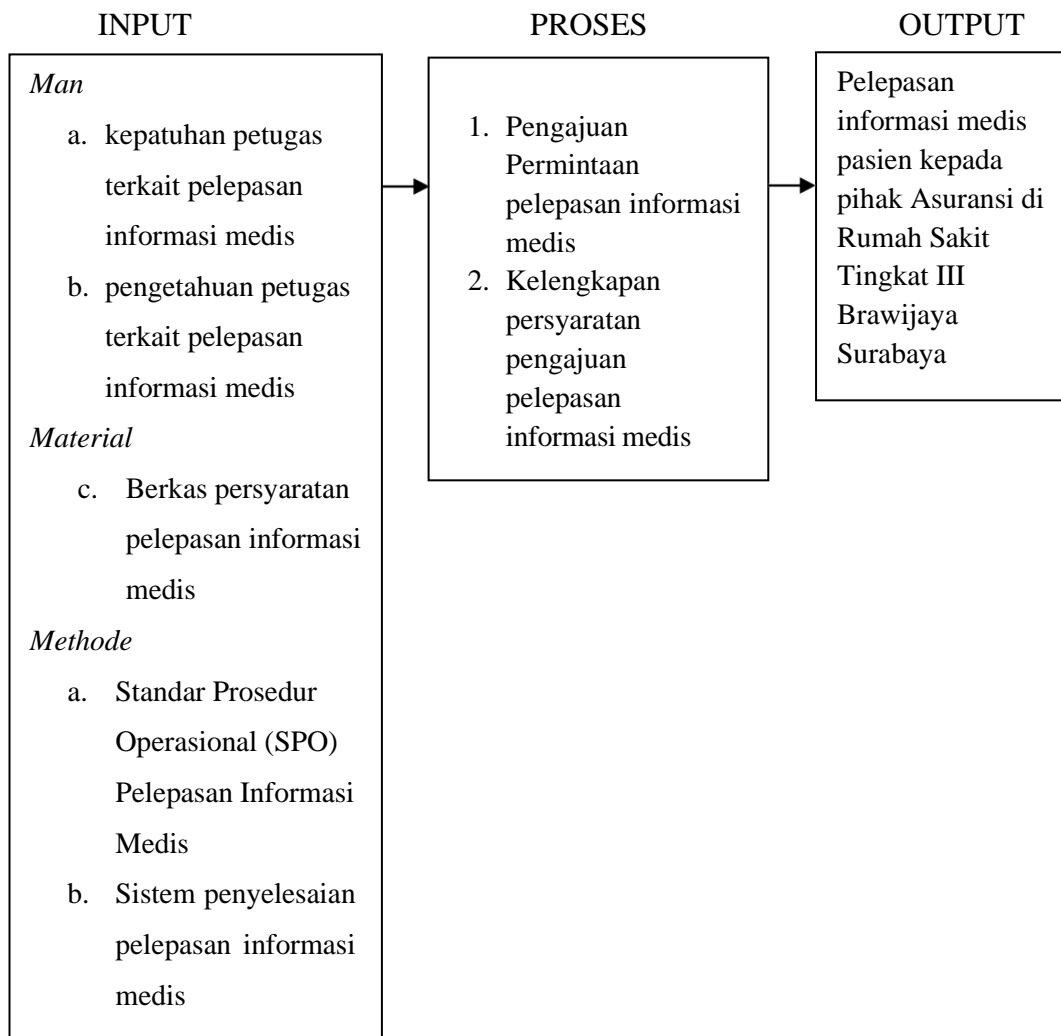 INPUT
Man
a. kepatuhan petugas
terkait pelepasan
informasi medis
b. pengetahuan petugas
terkait pelepasan
informasi medis
Material
c. Berkas persyaratan
pelepasan informasi
medis
Methode
a. Standar Prosedur
Operasional (SPO)
Pelepasan Informasi
Medis
b. Sistem penyelesaian
pelepasan informasi
medis
PROSES
1. Pengajuan
Permintaan
pelepasan informasi
medis
2. Kelengkapan
persyaratan
pengajuan
pelepasan
informasi medis
OUTPUT
Pelepasan
informasi medis
pasien kepada
pihak Asuransi di
Rumah Sakit
Tingkat III
Brawijaya
Surabaya